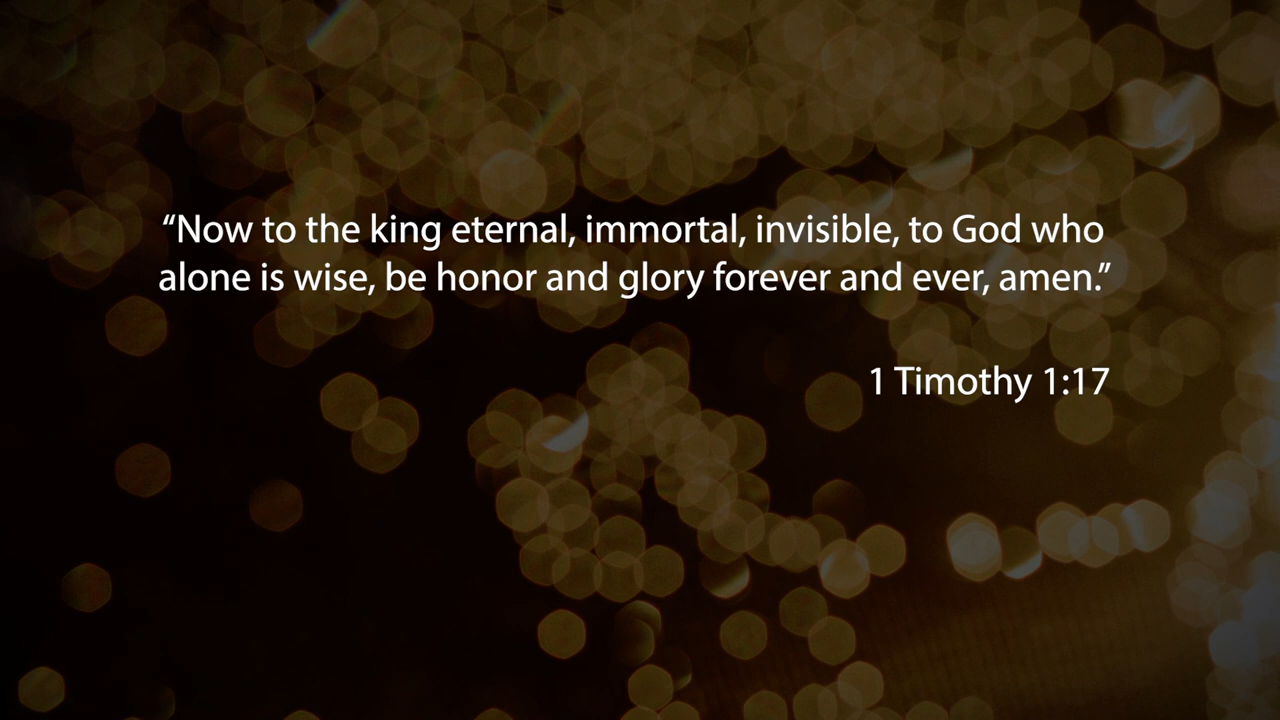 “Now to the king eternal, immortal, invisible, to God who
alone is wise, be honor and glory forever and ever, amen.”
1 Timothy 1:17